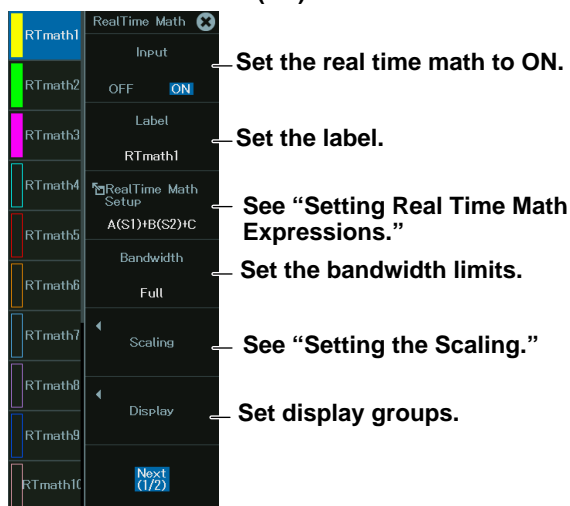 RTmath1
RTmath2
RTmath3
RTmath4
RTmath5
RTmath6
RTmath7
RTmath8
RTmath9
RTmath10
RealTime Math
Input
OFF ON
Label
RTmath1
RealTime Math
Setup
A(S1)+B(S2)+C
Bandwidth
Full
Scaling
Display
Next
(1/2)
Set the real time math to ON.
Set the label.
See “Setting Real Time Math
Expressions.”
Set the bandwidth limits.
See “Setting the Scaling.”
Set display groups.